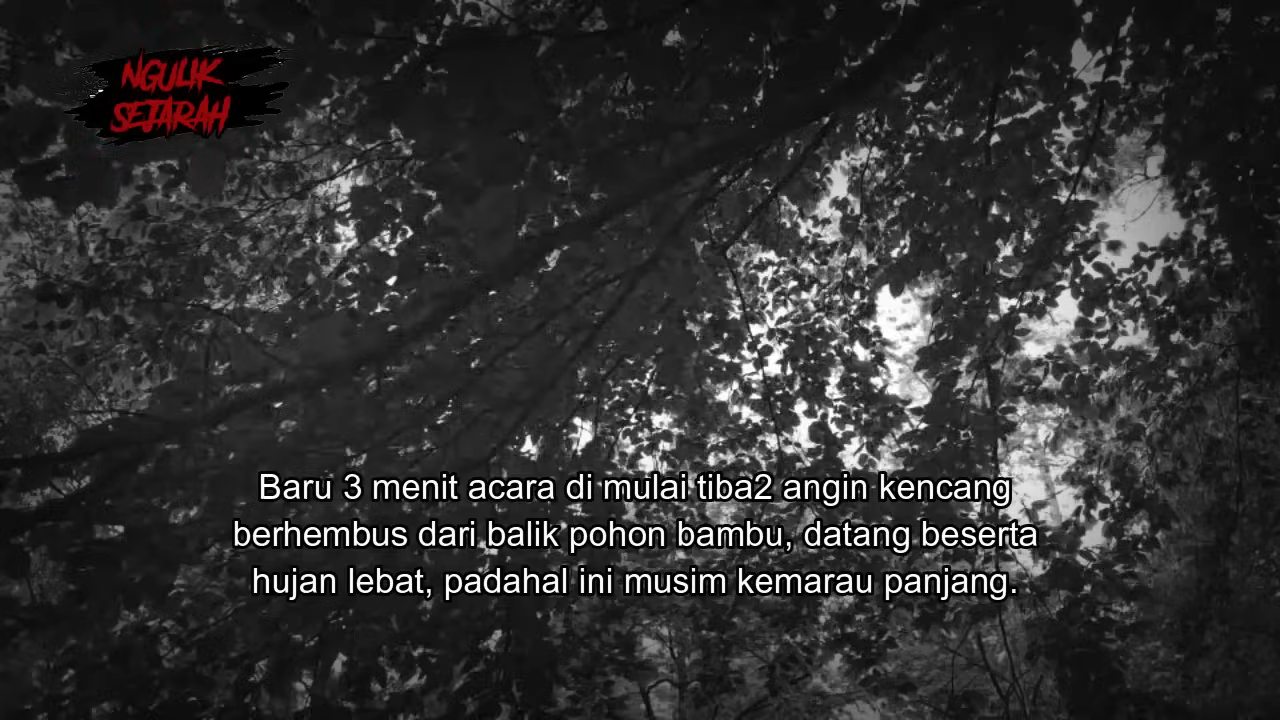 NGULIK
SEJARAH
Baru 3 menit acara di mulai tiba2 angin kencang
berhembus dari balik pohon bambu, datang beserta
hujan lebat, padahal ini musim kemarau panjang.